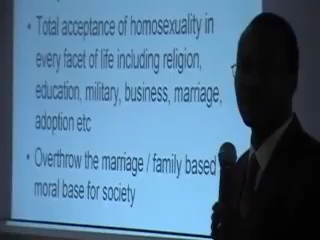 • Total acceptance of homosexuality in
every facet of life including religion,
education, military, business, marriage,
adoption etc
• Overthrow the marriage / family based
moral base for society